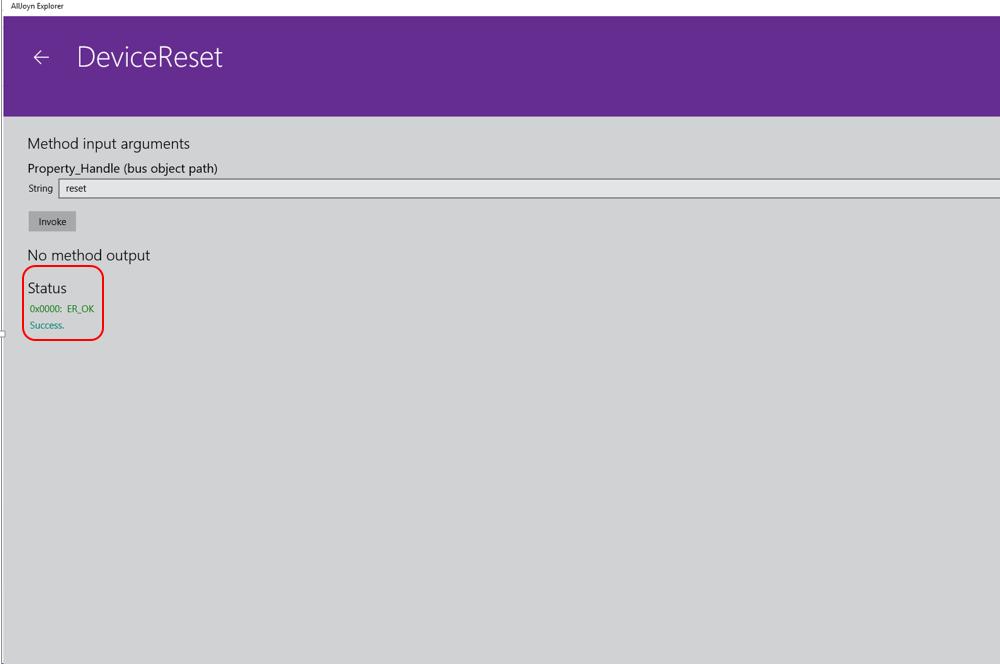 AllJoyn Explorer
← DeviceReset
Method input arguments
Property_Handle (bus object path)
String reset
Invoke
No method output
Status
0x0000: ER_OK
Success.